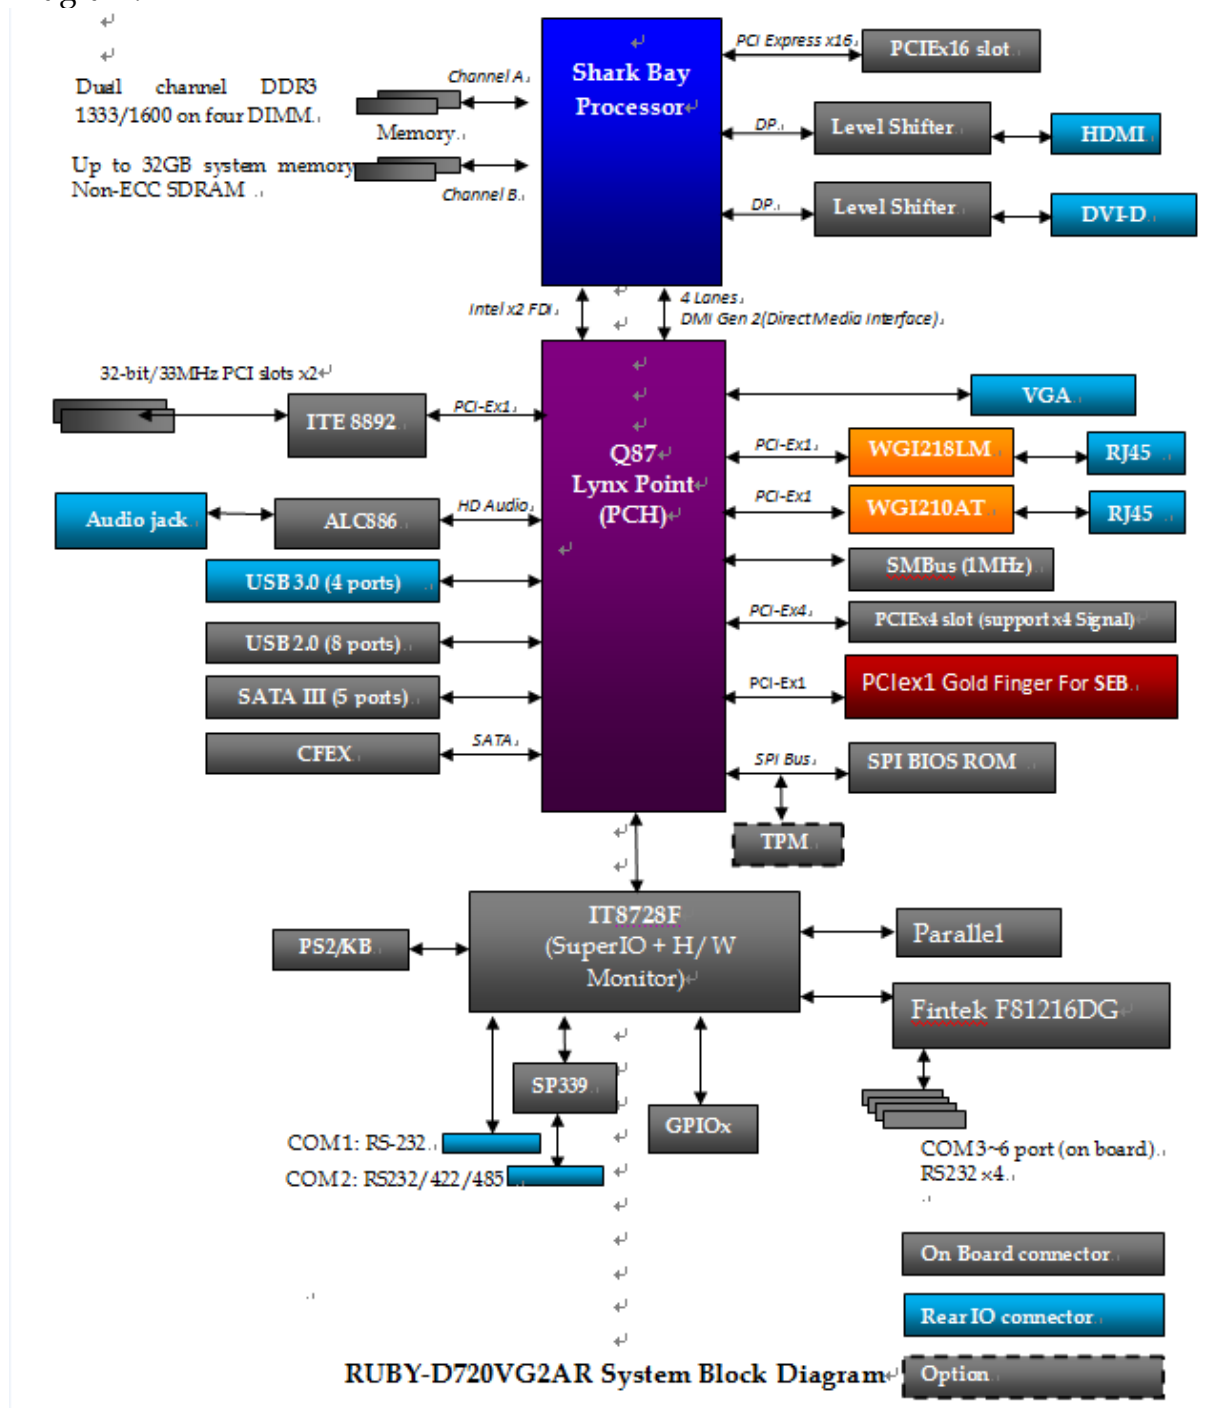 Shark Bay
Processor
PCI Express x16
PCIEx16 slot
Dual channel DDR3
1333/1600 on four DIMM.
Channel A
Memory.
Up to 32GB system memory
Non-ECC SDRAM .
Channel B.
DP.
Level Shifter
HDMI
DP.
Level Shifter
DVI-D
Intel x2 FDI
4 Lanes
DMI Gen 2(Direct Media Interface)
32-bit/33MHz PCI slots x2
ITE 8892
PCI-Ex1
Q87
Lynx Point
(PCH)
VGA
PCI-Ex1
WGI218LM
RJ45
PCI-Ex1
WGI210AT
RJ45
Audio jack
ALC886
HD Audio
SMBus (1MHz)
USB3.0 (4 ports)
PCI-Ex4
PCIEx4 slot (support x4 Signal)
USB2.0 (8 ports)
SATA III (5 ports)
PCI-Ex1
PCIex1 Gold Finger For SEB.
CFEX
SATA
SPI Bus
SPI BIOS ROM
TPM
IT8728F
(SuperIO + H/W
Monitor)
PS2/KB
Parallel
Fintek F81216DG
SP339
GPIOx
COM1: RS-232.
COM2: RS232/422/485
COM3~6 port (on board).
RS232 x4.
On Board connector
Rear IO connector
Option
RUBY-D720VG2AR System Block Diagram